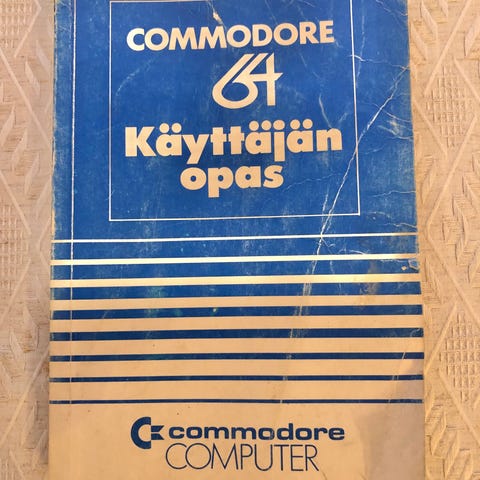 COMMODORE
64
Käyttäjän
opas
commodore
COMPUTER